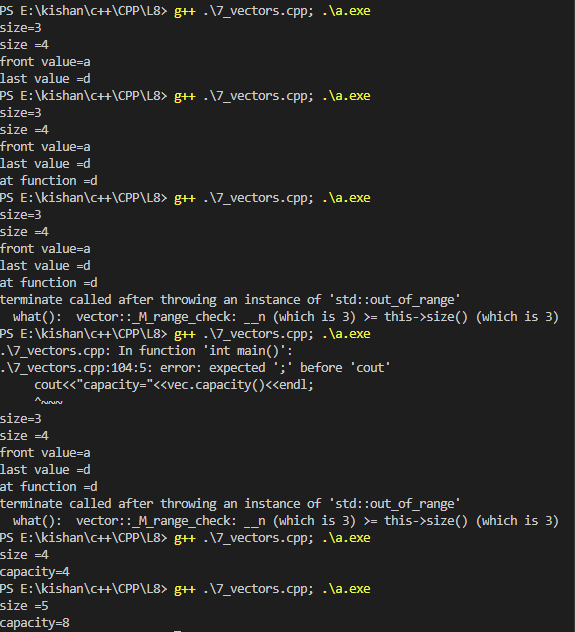 PS E:\kishan\c++\CPP\L8> g++ .\7_vectors.cpp; .\a.exe
size=3
size =4
front value=a
last value =d
PS E:\kishan\c++\CPP\L8> g++ .\7_vectors.cpp; .\a.exe
size=3
size =4
front value=a
last value =d
at function =d
PS E:\kishan\c++\CPP\L8> g++ .\7_vectors.cpp; .\a.exe
size=3
size =4
front value=a
last value =d
at function =d
terminate called after throwing an instance of 'std::out_of_range'
  what():  vector::_M_range_check: __n (which is 3) >= this->size() (which is 3)
PS E:\kishan\c++\CPP\L8> g++ .\7_vectors.cpp; .\a.exe
.\7_vectors.cpp: In function 'int main()':
.\7_vectors.cpp:104:5: error: expected ';' before 'cout'
     cout<<"capacity="<<vec.capacity()<<endl;
     ^~~~
size=3
size =4
front value=a
last value =d
at function =d
terminate called after throwing an instance of 'std::out_of_range'
  what():  vector::_M_range_check: __n (which is 3) >= this->size() (which is 3)
PS E:\kishan\c++\CPP\L8> g++ .\7_vectors.cpp; .\a.exe
size =4
capacity=4
PS E:\kishan\c++\CPP\L8> g++ .\7_vectors.cpp; .\a.exe
size =5
capacity=8